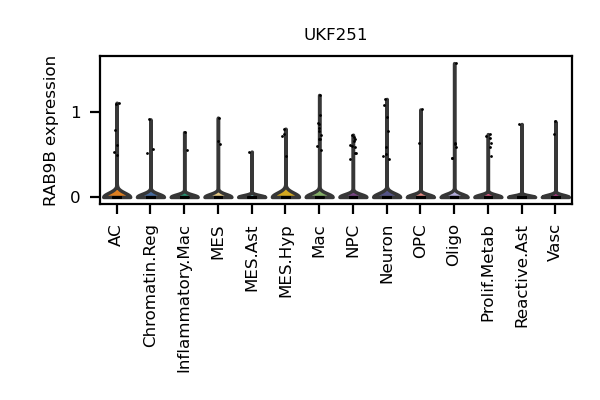 UKF251
RAB9B expression
1
0
AC
Chromatin.Reg
Inflammatory.Mac
MES
MES.Ast
MES.Hyp
Mac
NPC
Neuron
OPC
Oligo
Prolif.Metab
Reactive.Ast
Vasc